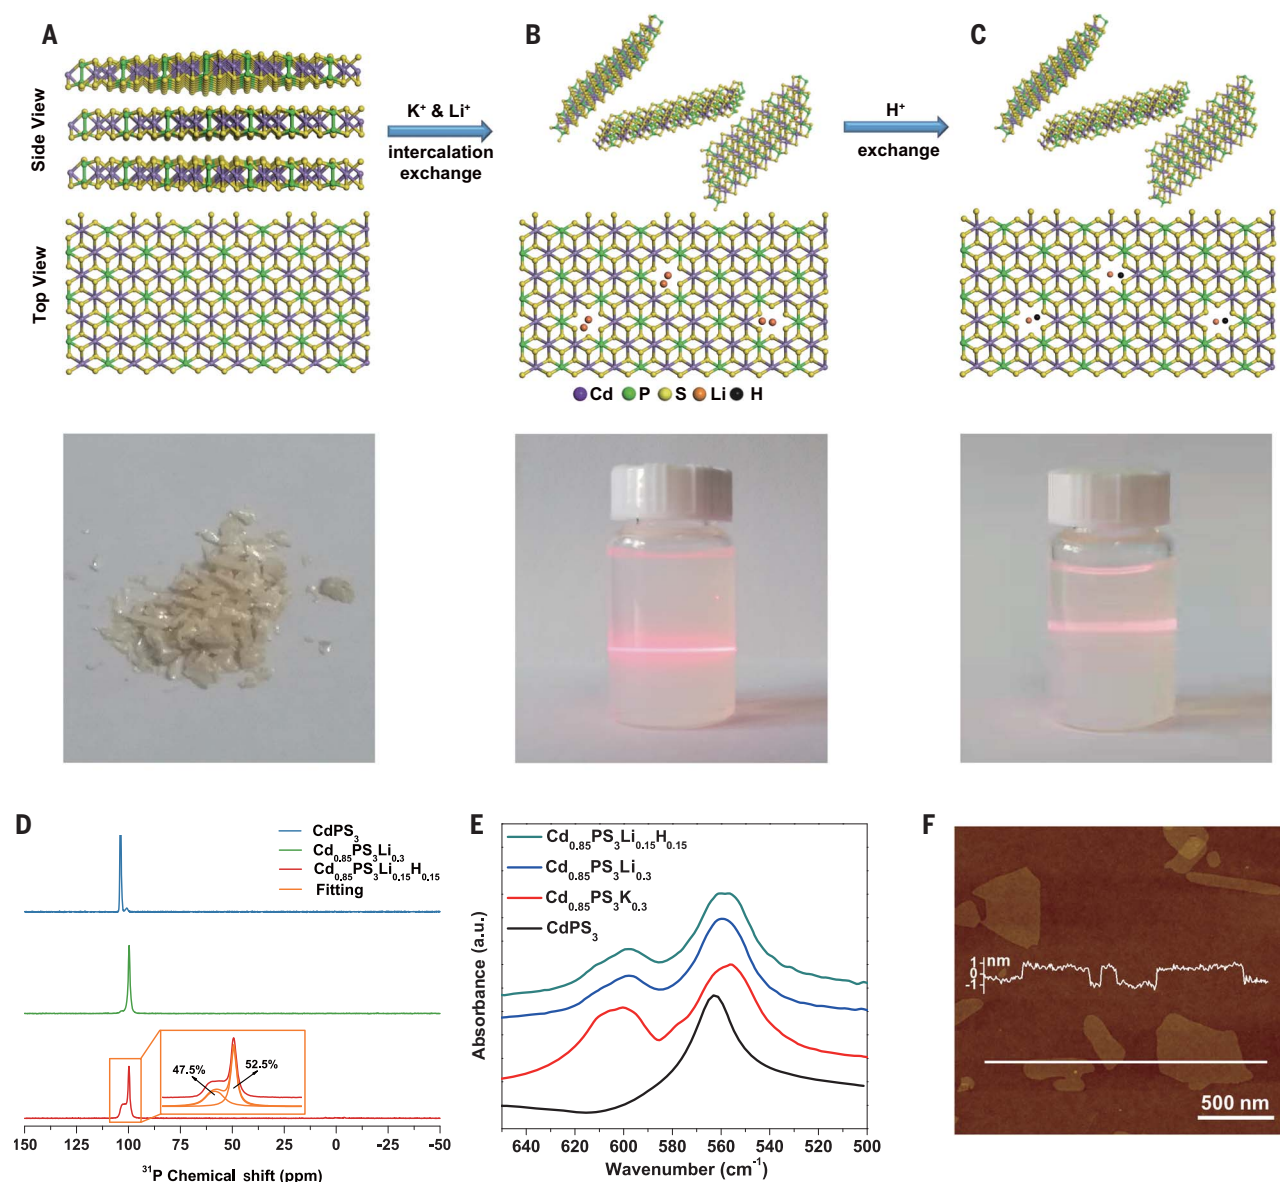 A
B
C
Side View
K⁺ & Li⁺
intercalation
exchange
H⁺
exchange
Top View
Cd P S Li H
D
CdPS₃
Cd₀.₈₅PS₃Li₀.₃
Cd₀.₈₅PS₃Li₀.₁₅H₀.₁₅
Fitting
47.5%
52.5%
150 125 100 75 50 25 0 -25 -50
³¹P Chemical shift (ppm)
E
Cd₀.₈₅PS₃Li₀.₁₅H₀.₁₅
Cd₀.₈₅PS₃Li₀.₃
Cd₀.₈₅PS₃K₀.₃
CdPS₃
Absorbance (a.u.)
640 620 600 580 560 540 520 500
Wavenumber (cm⁻¹)
F
1 nm
0
-1
500 nm